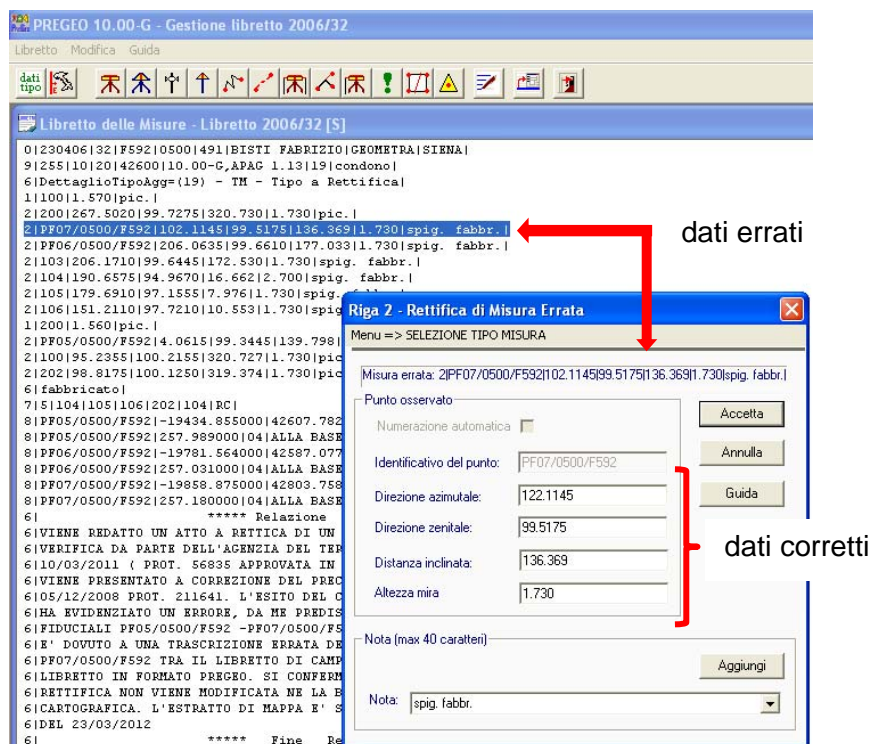 PREGEO 10.00-G - Gestione libretto 2006/32
Libretto Modifica Guida
dati tipo
Libretto delle Misure - Libretto 2006/32 [S]
0|230406|32|F592|0500|491|BISTI FABRIZIO|GEOMETRA|SIENA|
9|255|10|20|42600|10.00-G,APAG 1.13|19|condono|
6|DettaglioTipoAgg=(19) - TM - Tipo a Rettifica|
1|100|1.570|pic.|
2|200|267.5020|99.7275|320.730|1.730|pic.|
2|PF07/0500/F592|102.1145|99.5175|136.369|1.730|spig. fabbr.|
2|PF06/0500/F592|206.0635|99.6610|177.033|1.730|spig. fabbr.|
2|103|206.1710|99.6445|172.530|1.730|spig. fabbr.|
2|104|190.6575|94.9670|16.662|2.700|spig. fabbr.|
2|105|179.6910|97.1555|7.976|1.730|spig.
2|106|151.2110|97.7210|10.553|1.730|spig
1|200|1.560|pic.|
2|PF05/0500/F592|4.0615|99.3445|139.798|
2|100|95.2355|100.2155|320.727|1.730|pic
2|202|98.8175|100.1250|319.374|1.730|pic
6|fabbricato|
7|5|104|105|106|202|104|RC|
8|PF05/0500/F592|-19434.855000|42607.782
8|PF05/0500/F592|257.989000|04|ALLA BASE
8|PF06/0500/F592|-19781.564000|42587.077
8|PF06/0500/F592|257.031000|04|ALLA BASE
8|PF07/0500/F592|-19858.875000|42803.758
8|PF07/0500/F592|257.180000|04|ALLA BASE
6| ***** Relazione
6|VIENE REDATTO UN ATTO A RETTICA DI UN
6|VERIFICA DA PARTE DELL'AGENZIA DEL TER
6|10/03/2011 ( PROT. 56835 APPROVATA IN
6|VIENE PRESENTATO A CORREZIONE DEL PREC
6|05/12/2008 PROT. 211641. L'ESITO DEL C
6|HA EVIDENZIATO UN ERRORE, DA ME PREDIS
6|FIDUCIALI PF05/0500/F592 -PF07/0500/F5
6|E' DOVUTO A UNA TRASCRIZIONE ERRATA DE
6|PF07/0500/F592 TRA IL LIBRETTO DI CAMP
6|LIBRETTO IN FORMATO PREGEO. SI CONFERM
6|RETTIFICA NON VIENE MODIFICATA NE LA B
6|CARTOGRAFICA. L'ESTRATTO DI MAPPA E' S
6|DEL 23/03/2012
6| ***** Fine Re
dati errati
Riga 2 - Rettifica di Misura Errata
Menu => SELEZIONE TIPO MISURA
Misura errata: 2|PF07/0500/F592|102.1145|99.5175|136.369|1.730|spig. fabbr.|
Punto osservato
Numerazione automatica
Identificativo del punto: PF07/0500/F592
Direzione azimutale: 122.1145
Direzione zenitale: 99.5175
Distanza inclinata: 136.369
Altezza mira 1.730
Accetta
Annulla
Guida
dati corretti
Nota (max 40 caratteri)
Aggiungi
Nota: spig. fabbr.